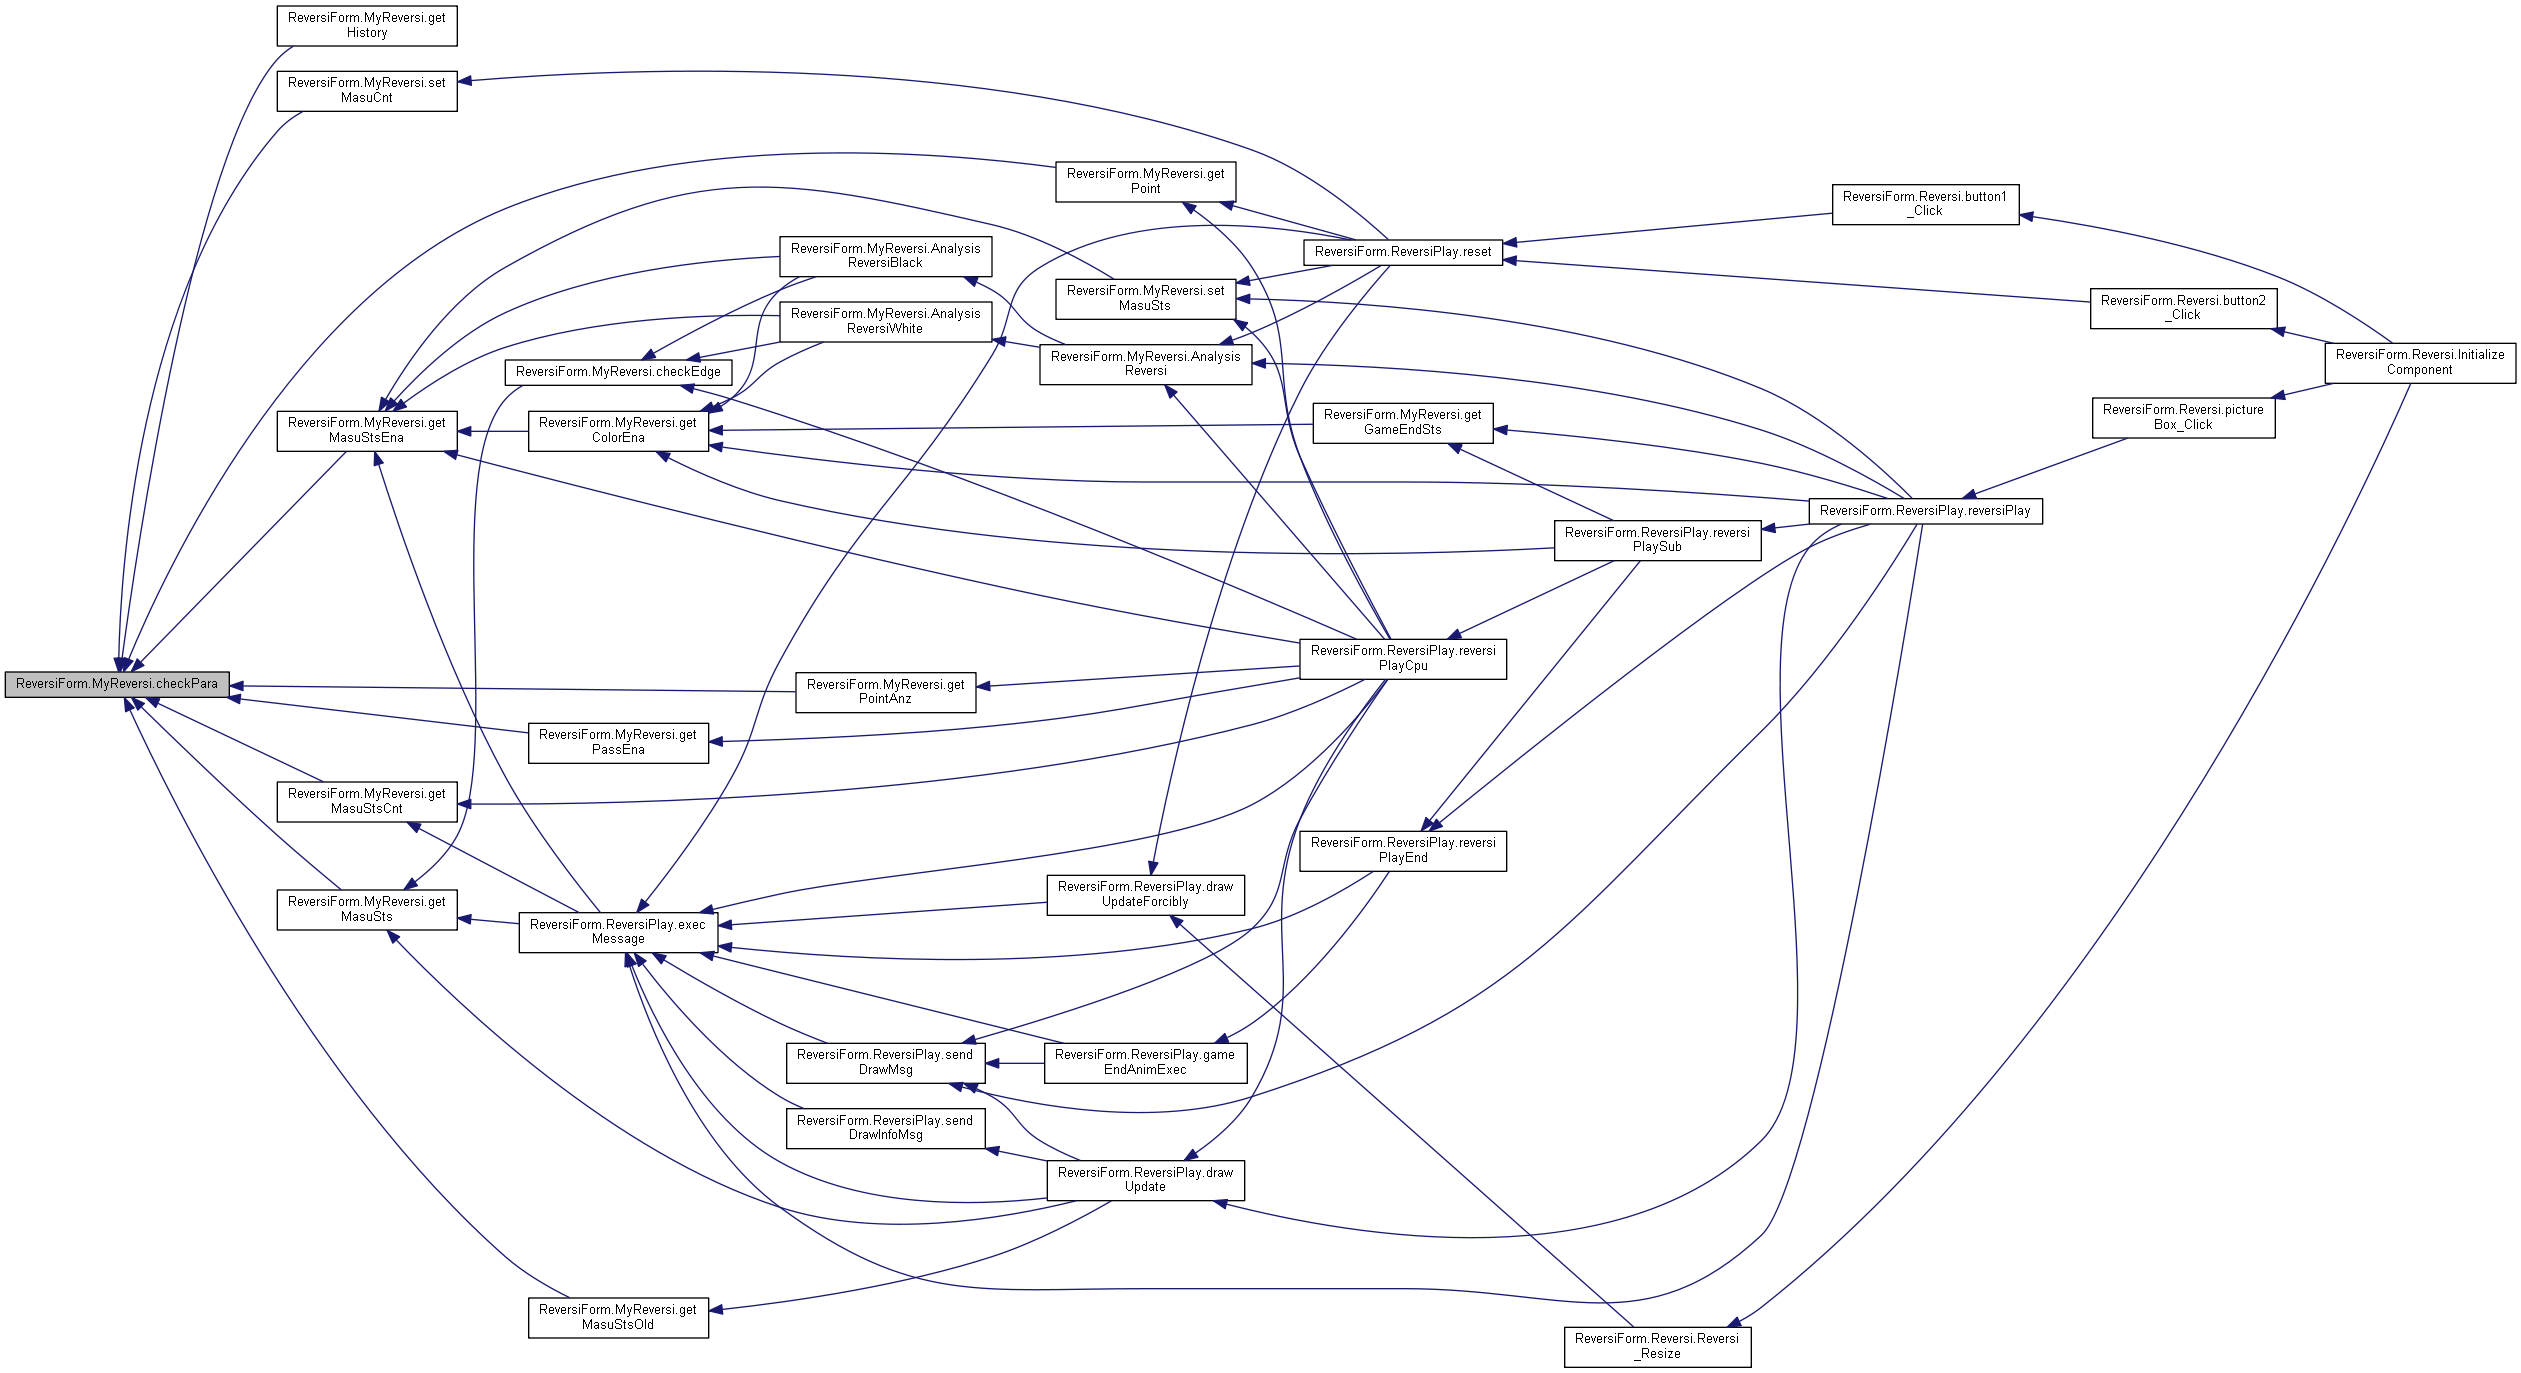 ReversiForm.MyReversi.get
History
ReversiForm.MyReversi.set
MasuCnt
ReversiForm.MyReversi.get
Point
ReversiForm.Reversi.button1
_Click
ReversiForm.MyReversi.Analysis
ReversiBlack
ReversiForm.ReversiPlay.reset
ReversiForm.MyReversi.set
MasuSts
ReversiForm.Reversi.button2
_Click
ReversiForm.MyReversi.Analysis
ReversiWhite
ReversiForm.MyReversi.checkEdge
ReversiForm.MyReversi.Analysis
Reversi
ReversiForm.Reversi.Initialize
Component
ReversiForm.MyReversi.get
MasuStsEna
ReversiForm.MyReversi.get
ColorEna
ReversiForm.MyReversi.get
GameEndSts
ReversiForm.Reversi.picture
Box_Click
ReversiForm.ReversiPlay.reversiPlay
ReversiForm.ReversiPlay.reversi
PlaySub
ReversiForm.ReversiPlay.reversi
PlayCpu
ReversiForm.MyReversi.checkPara
ReversiForm.MyReversi.get
PointAnz
ReversiForm.MyReversi.get
PassEna
ReversiForm.MyReversi.get
MasuStsCnt
ReversiForm.ReversiPlay.reversi
PlayEnd
ReversiForm.MyReversi.get
MasuSts
ReversiForm.ReversiPlay.draw
UpdateForcibly
ReversiForm.ReversiPlay.exec
Message
ReversiForm.ReversiPlay.send
DrawMsg
ReversiForm.ReversiPlay.game
EndAnimExec
ReversiForm.ReversiPlay.send
DrawInfoMsg
ReversiForm.ReversiPlay.draw
Update
ReversiForm.MyReversi.get
MasuStsOld
ReversiForm.Reversi.Reversi
_Resize